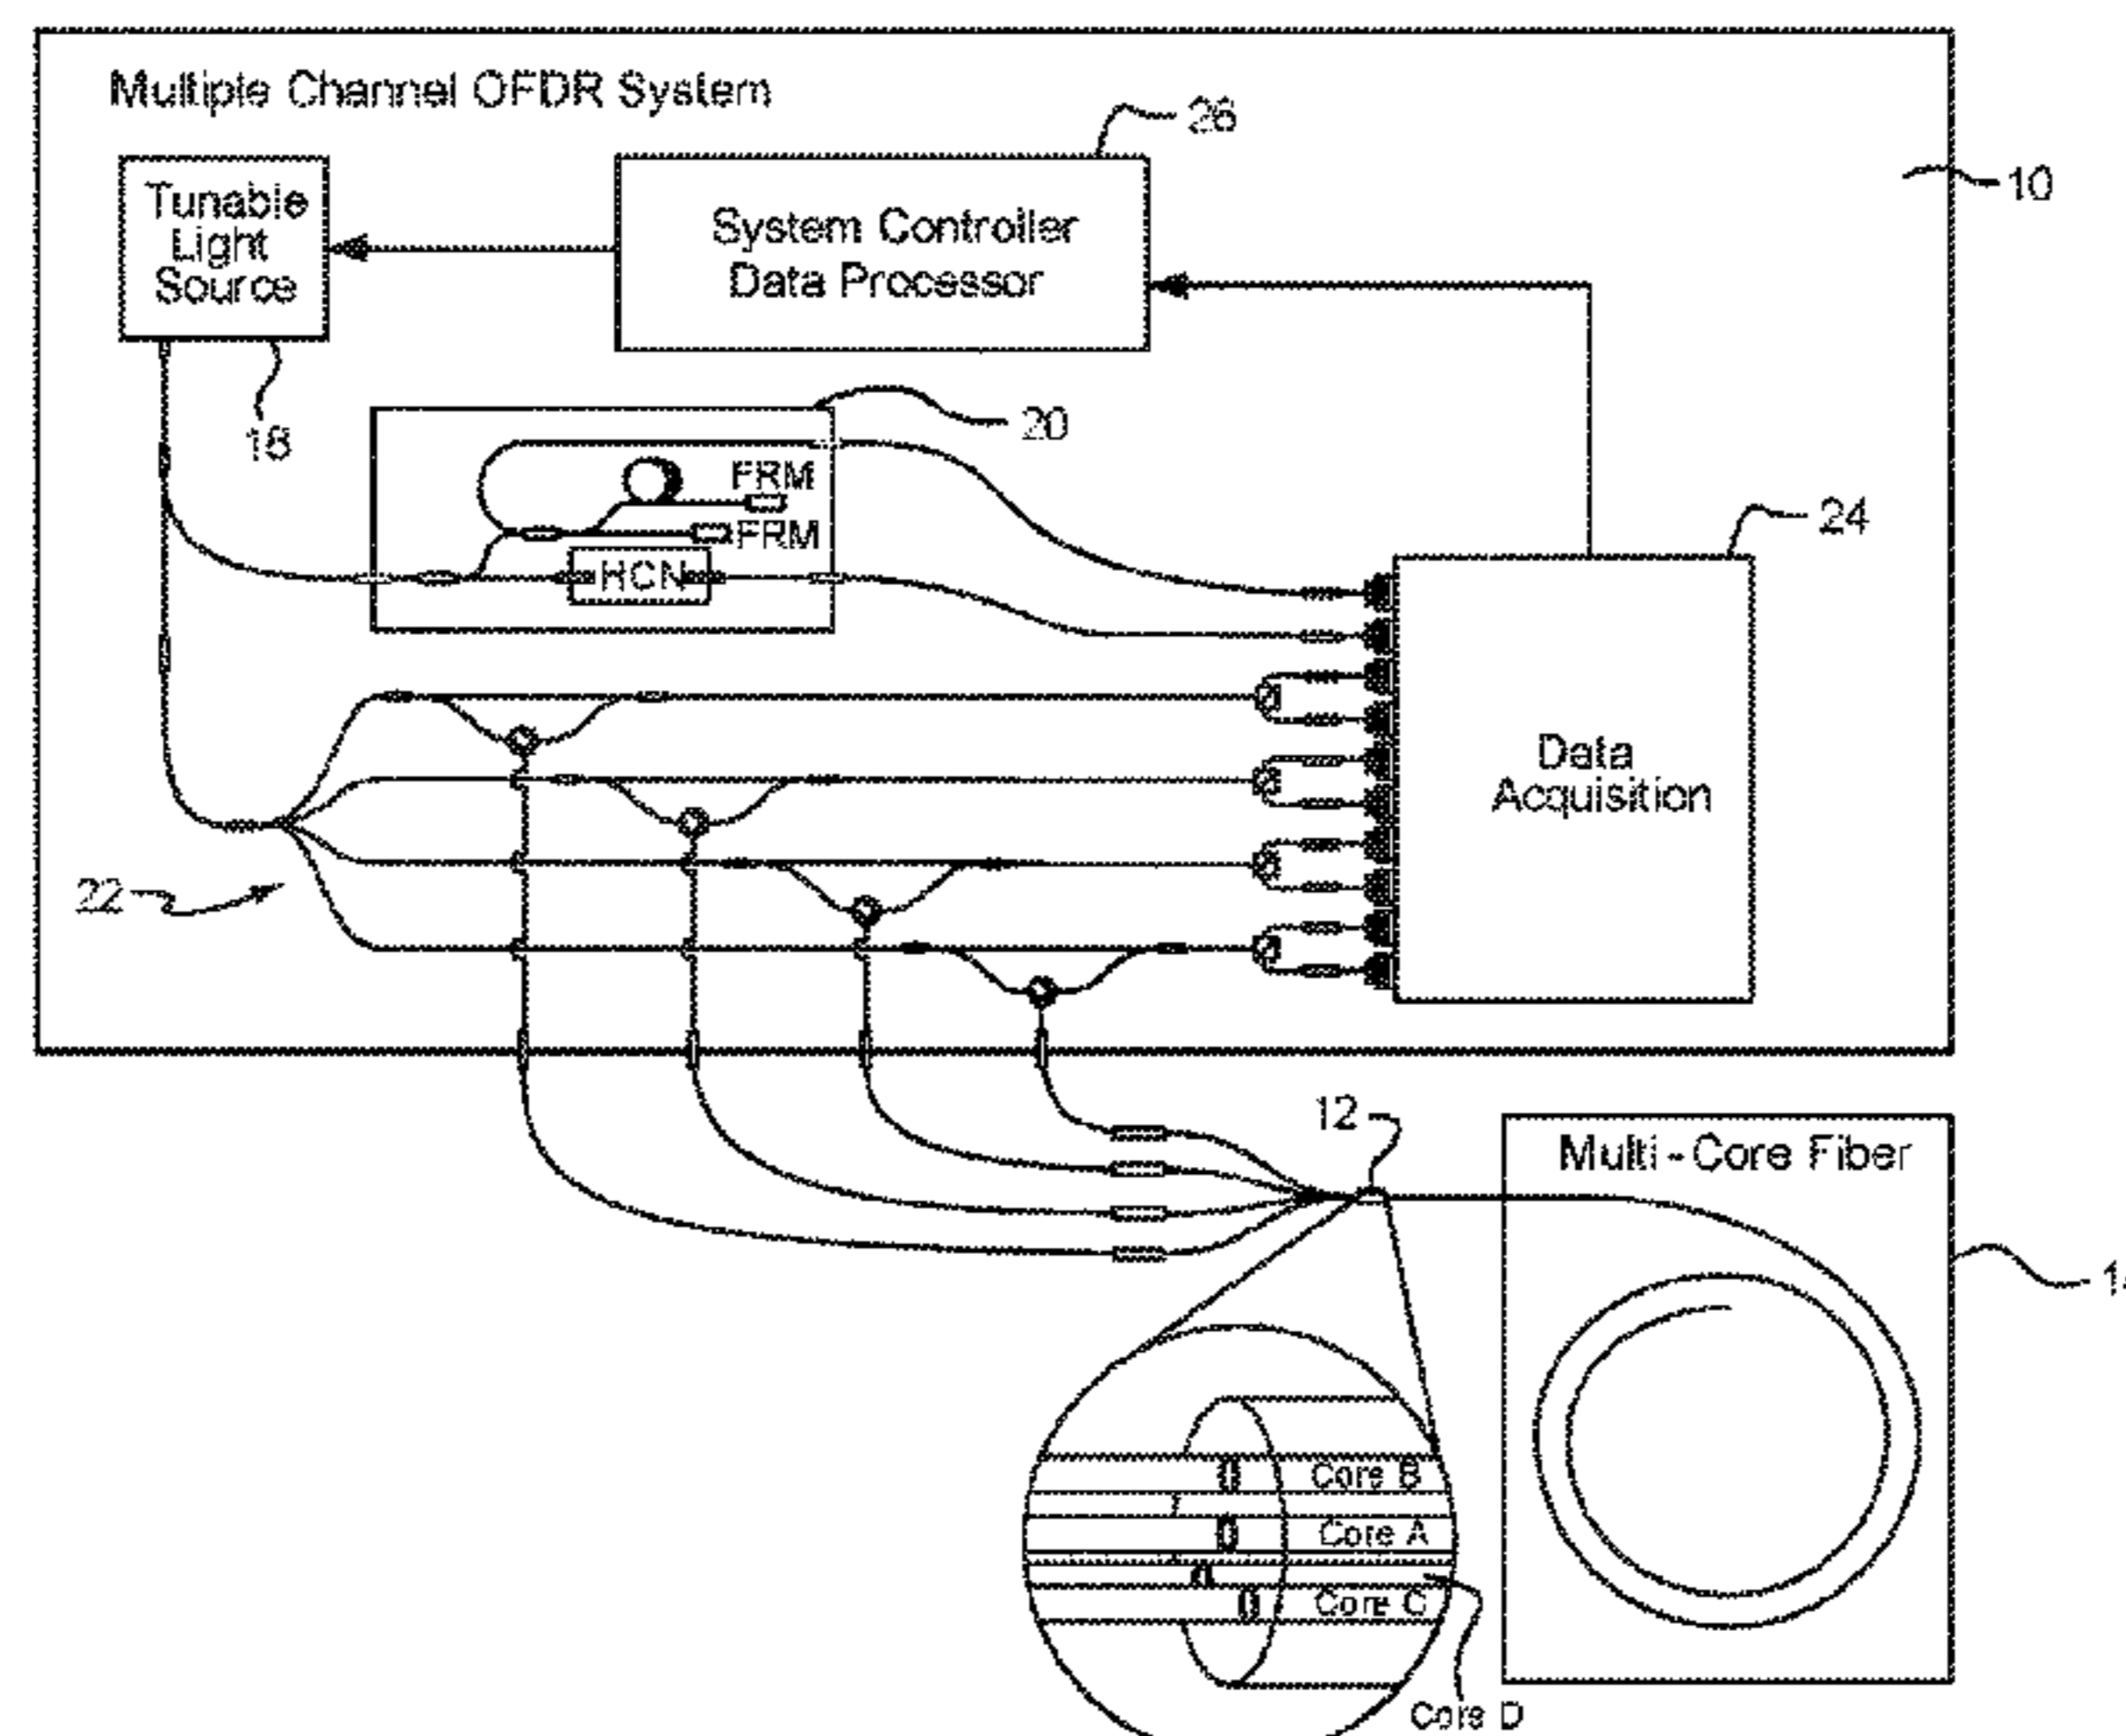 Multiple Channel OFDR System
26
10
Tunable
Light
Source
System Controller
Data Processor
18
20
FRM
FRM
HCN
24
Data
Acquisition
22
12
Multi-Core Fiber
Core B
Core A
Core C
Core D